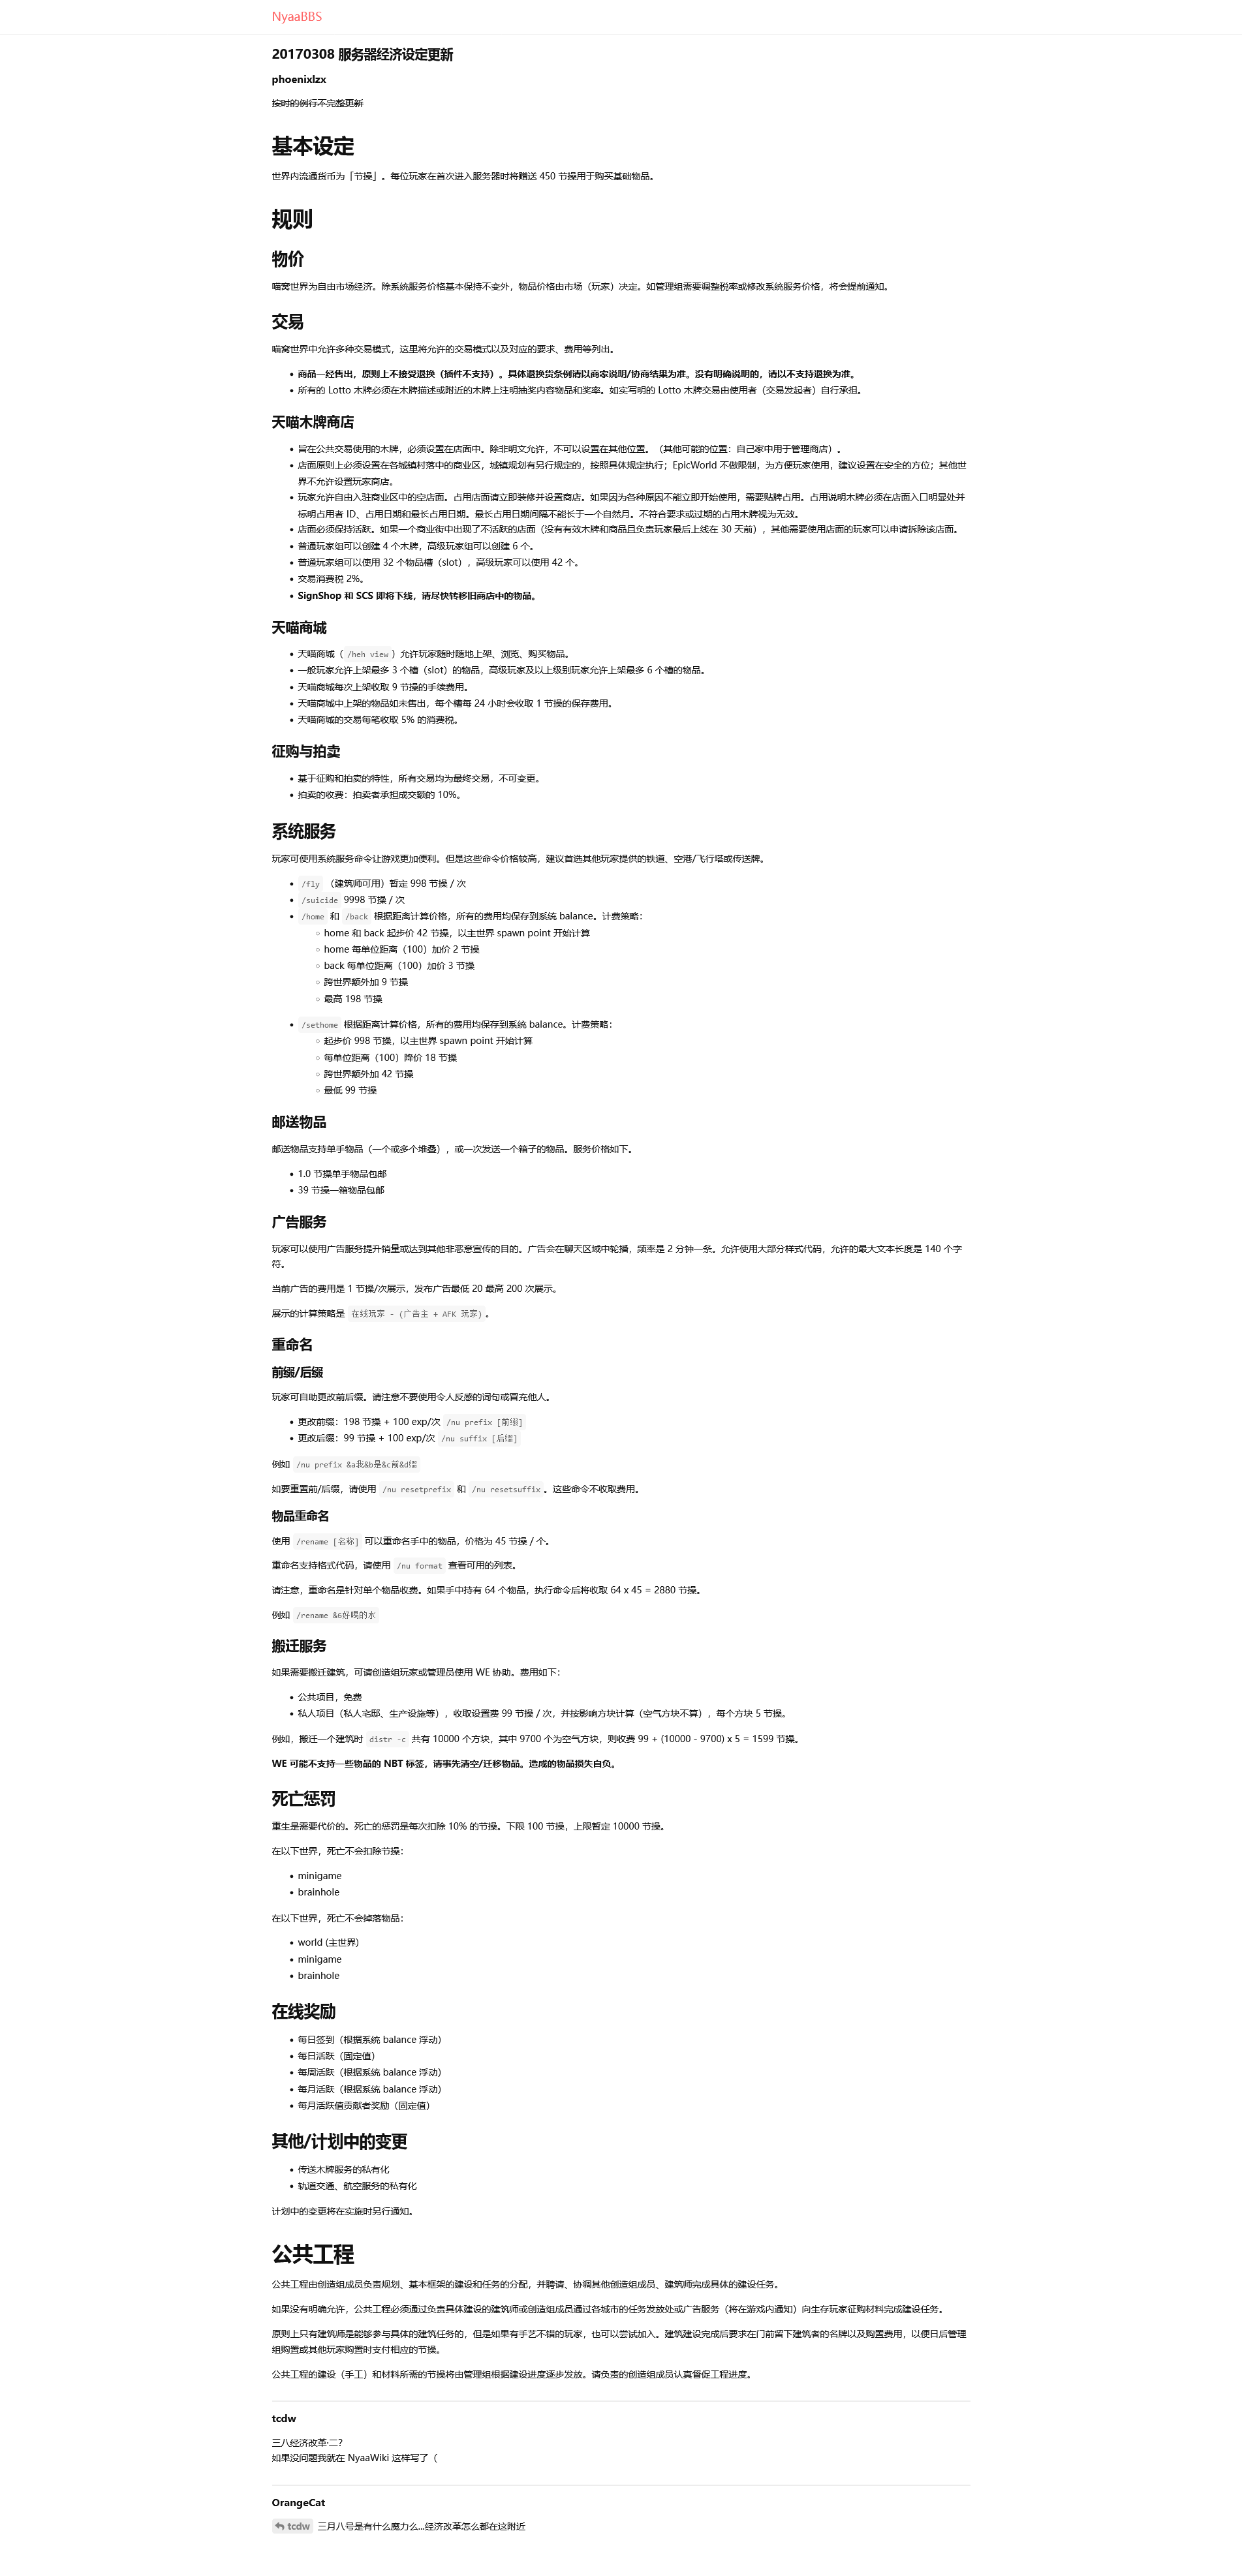 NyaaBBS
20170308 服务器经济设定更新
phoenixlzx
按时的例行不完整更新
基本设定
世界内流通货币为「节操」。每位玩家在首次进入服务器时将赠送 450 节操用于购买基础物品。
规则
物价
喵窝世界为自由市场经济。除系统服务价格基本保持不变外，物品价格由市场（玩家）决定。如管理组需要调整税率或修改系统服务价格，将会提前通知。
交易
喵窝世界中允许多种交易模式，这里将允许的交易模式以及对应的要求、费用等列出。
• 商品一经售出，原则上不接受退换（插件不支持）。具体退换货条例请以商家说明/协商结果为准。没有明确说明的，请以不支持退换为准。
• 所有的 Lotto 木牌必须在木牌描述或附近的木牌上注明抽奖内容物品和奖率。如实写明的 Lotto 木牌交易由使用者（交易发起者）自行承担。
天喵木牌商店
• 旨在公共交易使用的木牌，必须设置在店面中。除非明文允许，不可以设置在其他位置。（其他可能的位置：自己家中用于管理商店）。
• 店面原则上必须设置在各城镇村落中的商业区，城镇规划有另行规定的，按照具体规定执行；EpicWorld 不做限制，为方便玩家使用，建议设置在安全的方位；其他世
界不允许设置玩家商店。
• 玩家允许自由入驻商业区中的空店面。占用店面请立即装修并设置商店。如果因为各种原因不能立即开始使用，需要贴牌占用。占用说明木牌必须在店面入口明显处并
标明占用者 ID、占用日期和最长占用日期。最长占用日期间隔不能长于一个自然月。不符合要求或过期的占用木牌视为无效。
• 店面必须保持活跃。如果一个商业街中出现了不活跃的店面（没有有效木牌和商品且负责玩家最后上线在 30 天前），其他需要使用店面的玩家可以申请拆除该店面。
• 普通玩家组可以创建 4 个木牌，高级玩家组可以创建 6 个。
• 普通玩家组可以使用 32 个物品槽（slot），高级玩家可以使用 42 个。
• 交易消费税 2%。
• SignShop 和 SCS 即将下线，请尽快转移旧商店中的物品。
天喵商城
• 天喵商城（ /heh view ）允许玩家随时随地上架、浏览、购买物品。
• 一般玩家允许上架最多 3 个槽（slot）的物品，高级玩家及以上级别玩家允许上架最多 6 个槽的物品。
• 天喵商城每次上架收取 9 节操的手续费用。
• 天喵商城中上架的物品如未售出，每个槽每 24 小时会收取 1 节操的保存费用。
• 天喵商城的交易每笔收取 5% 的消费税。
征购与拍卖
• 基于征购和拍卖的特性，所有交易均为最终交易，不可变更。
• 拍卖的收费：拍卖者承担成交额的 10%。
系统服务
玩家可使用系统服务命令让游戏更加便利。但是这些命令价格较高，建议首选其他玩家提供的铁道、空港/飞行塔或传送牌。
• /fly （建筑师可用）暂定 998 节操 / 次
• /suicide 9998 节操 / 次
• /home 和 /back 根据距离计算价格，所有的费用均保存到系统 balance。计费策略：
◦ home 和 back 起步价 42 节操，以主世界 spawn point 开始计算
◦ home 每单位距离（100）加价 2 节操
◦ back 每单位距离（100）加价 3 节操
◦ 跨世界额外加 9 节操
◦ 最高 198 节操
• /sethome 根据距离计算价格，所有的费用均保存到系统 balance。计费策略：
◦ 起步价 998 节操，以主世界 spawn point 开始计算
◦ 每单位距离（100）降价 18 节操
◦ 跨世界额外加 42 节操
◦ 最低 99 节操
邮送物品
邮送物品支持单手物品（一个或多个堆叠），或一次发送一个箱子的物品。服务价格如下。
• 1.0 节操单手物品包邮
• 39 节操一箱物品包邮
广告服务
玩家可以使用广告服务提升销量或达到其他非恶意宣传的目的。广告会在聊天区域中轮播，频率是 2 分钟一条。允许使用大部分样式代码，允许的最大文本长度是 140 个字
符。
当前广告的费用是 1 节操/次展示，发布广告最低 20 最高 200 次展示。
展示的计算策略是 在线玩家 - (广告主 + AFK 玩家) 。
重命名
前缀/后缀
玩家可自助更改前后缀。请注意不要使用令人反感的词句或冒充他人。
• 更改前缀：198 节操 + 100 exp/次 /nu prefix [前缀]
• 更改后缀：99 节操 + 100 exp/次 /nu suffix [后缀]
例如 /nu prefix &a我&b是&c前&d缀
如要重置前/后缀，请使用 /nu resetprefix 和 /nu resetsuffix 。这些命令不收取费用。
物品重命名
使用 /rename [名称] 可以重命名手中的物品，价格为 45 节操 / 个。
重命名支持格式代码，请使用 /nu format 查看可用的列表。
请注意，重命名是针对单个物品收费。如果手中持有 64 个物品，执行命令后将收取 64 x 45 = 2880 节操。
例如 /rename &6好喝的水
搬迁服务
如果需要搬迁建筑，可请创造组玩家或管理员使用 WE 协助。费用如下：
• 公共项目，免费
• 私人项目（私人宅邸、生产设施等），收取设置费 99 节操 / 次，并按影响方块计算（空气方块不算），每个方块 5 节操。
例如，搬迁一个建筑时 distr -c 共有 10000 个方块，其中 9700 个为空气方块，则收费 99 + (10000 - 9700) x 5 = 1599 节操。
WE 可能不支持一些物品的 NBT 标签，请事先清空/迁移物品。造成的物品损失自负。
死亡惩罚
重生是需要代价的。死亡的惩罚是每次扣除 10% 的节操。下限 100 节操，上限暂定 10000 节操。
在以下世界，死亡不会扣除节操：
• minigame
• brainhole
在以下世界，死亡不会掉落物品：
• world (主世界)
• minigame
• brainhole
在线奖励
• 每日签到（根据系统 balance 浮动）
• 每日活跃（固定值）
• 每周活跃（根据系统 balance 浮动）
• 每月活跃（根据系统 balance 浮动）
• 每月活跃值贡献者奖励（固定值）
其他/计划中的变更
• 传送木牌服务的私有化
• 轨道交通、航空服务的私有化
计划中的变更将在实施时另行通知。
公共工程
公共工程由创造组成员负责规划、基本框架的建设和任务的分配，并聘请、协调其他创造组成员、建筑师完成具体的建设任务。
如果没有明确允许，公共工程必须通过负责具体建设的建筑师或创造组成员通过各城市的任务发放处或广告服务（将在游戏内通知）向生存玩家征购材料完成建设任务。
原则上只有建筑师是能够参与具体的建筑任务的，但是如果有手艺不错的玩家，也可以尝试加入。建筑建设完成后要求在门前留下建筑者的名牌以及购置费用，以便日后管理
组购置或其他玩家购置时支付相应的节操。
公共工程的建设（手工）和材料所需的节操将由管理组根据建设进度逐步发放。请负责的创造组成员认真督促工程进度。
tcdw
三八经济改革·二？
如果没问题我就在 NyaaWiki 这样写了（
OrangeCat
tcdw 三月八号是有什么魔力么...经济改革怎么都在这附近